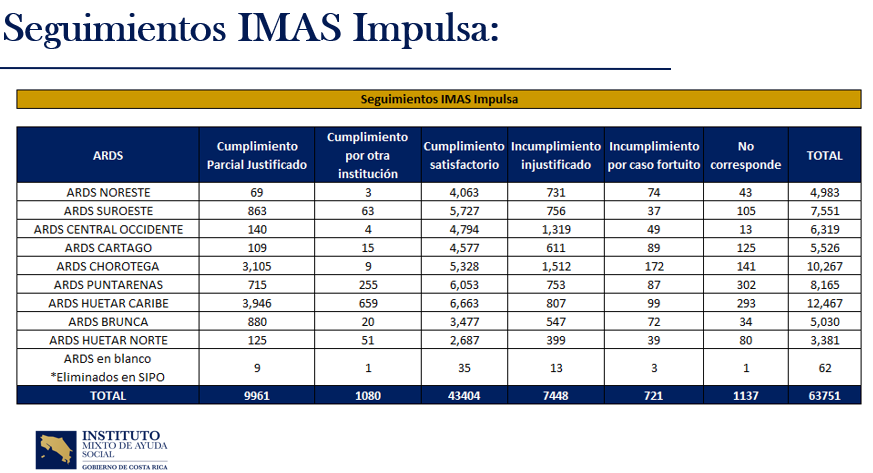 Seguimientos IMAS Impulsa:
Seguimientos IMAS Impulsa
ARDS Cumplimiento Parcial Justificado Cumplimiento por otra institución Cumplimiento satisfactorio Incumplimiento injustificado Incumplimiento por caso fortuito No corresponde TOTAL
ARDS NORESTE 69 3 4,063 731 74 43 4,983
ARDS SUROESTE 863 63 5,727 756 37 105 7,551
ARDS CENTRAL OCCIDENTE 140 4 4,794 1,319 49 13 6,319
ARDS CARTAGO 109 15 4,577 611 89 125 5,526
ARDS CHOROTEGA 3,105 9 5,328 1,512 172 141 10,267
ARDS PUNTARENAS 715 255 6,053 753 87 302 8,165
ARDS HUETAR CARIBE 3,946 659 6,663 807 99 293 12,467
ARDS BRUNCA 880 20 3,477 547 72 34 5,030
ARDS HUETAR NORTE 125 51 2,687 399 39 80 3,381
ARDS en blanco *Eliminados en SIPO 9 1 35 13 3 1 62
TOTAL 9961 1080 43404 7448 721 1137 63751
INSTITUTO
MIXTO DE AYUDA
SOCIAL
GOBIERNO DE COSTA RICA